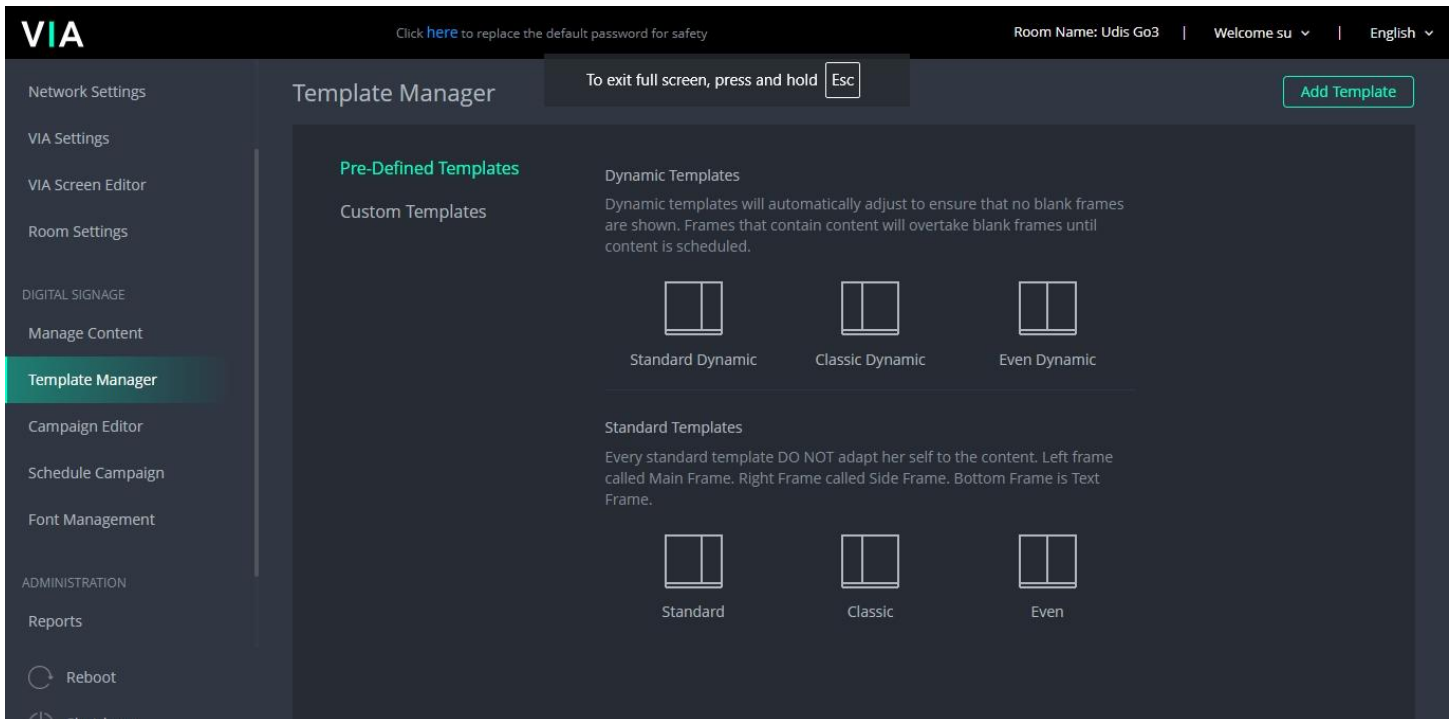 VIA
Click here to replace the default password for safety
Room Name: Udis Go3 | Welcome su | English
To exit full screen, press and hold Esc
Network Settings
VIA Settings
VIA Screen Editor
Room Settings
DIGITAL SIGNAGE
Manage Content
Template Manager
Campaign Editor
Schedule Campaign
Font Management
ADMINISTRATION
Reports
Reboot
Template Manager
Add Template
Pre-Defined Templates
Custom Templates
Dynamic Templates
Dynamic templates will automatically adjust to ensure that no blank frames
are shown. Frames that contain content will overtake blank frames until
content is scheduled.
Standard Dynamic
Classic Dynamic
Even Dynamic
Standard Templates
Every standard template DO NOT adapt her self to the content. Left frame
called Main Frame. Right Frame called Side Frame. Bottom Frame is Text
Frame.
Standard
Classic
Even